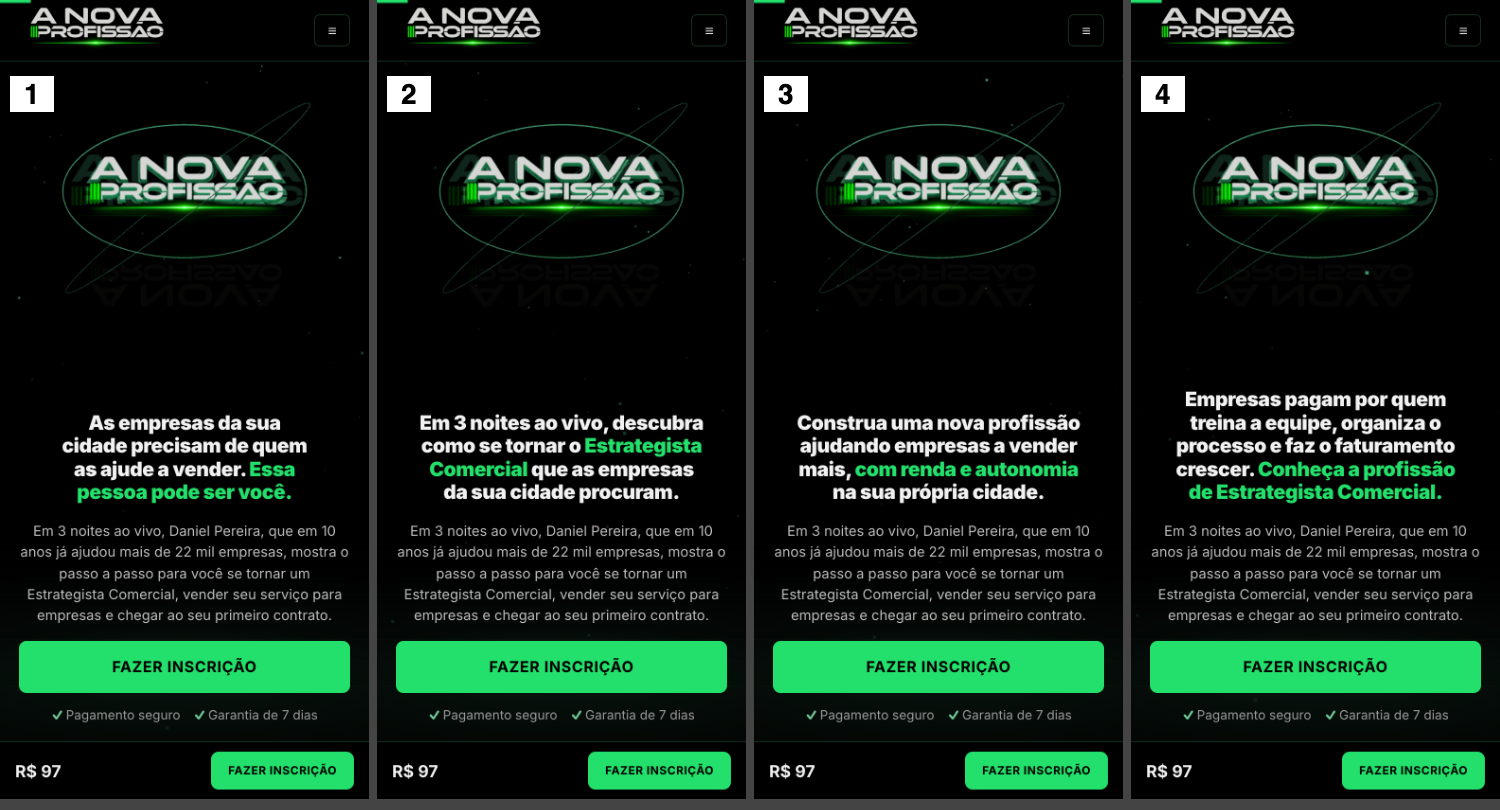 A NOVA
PROFISSÃO
≡
1
A NOVA
PROFISSÃO
As empresas da sua
cidade precisam de quem
as ajude a vender. Essa
pessoa pode ser você.
Em 3 noites ao vivo, Daniel Pereira, que em 10
anos já ajudou mais de 22 mil empresas, mostra o
passo a passo para você se tornar um
Estrategista Comercial, vender seu serviço para
empresas e chegar ao seu primeiro contrato.
FAZER INSCRIÇÃO
✓ Pagamento seguro ✓ Garantia de 7 dias
R$ 97 FAZER INSCRIÇÃO
A NOVA
PROFISSÃO
≡
2
A NOVA
PROFISSÃO
Em 3 noites ao vivo, descubra
como se tornar o Estrategista
Comercial que as empresas
da sua cidade procuram.
Em 3 noites ao vivo, Daniel Pereira, que em 10
anos já ajudou mais de 22 mil empresas, mostra o
passo a passo para você se tornar um
Estrategista Comercial, vender seu serviço para
empresas e chegar ao seu primeiro contrato.
FAZER INSCRIÇÃO
✓ Pagamento seguro ✓ Garantia de 7 dias
R$ 97 FAZER INSCRIÇÃO
A NOVA
PROFISSÃO
≡
3
A NOVA
PROFISSÃO
Construa uma nova profissão
ajudando empresas a vender
mais, com renda e autonomia
na sua própria cidade.
Em 3 noites ao vivo, Daniel Pereira, que em 10
anos já ajudou mais de 22 mil empresas, mostra o
passo a passo para você se tornar um
Estrategista Comercial, vender seu serviço para
empresas e chegar ao seu primeiro contrato.
FAZER INSCRIÇÃO
✓ Pagamento seguro ✓ Garantia de 7 dias
R$ 97 FAZER INSCRIÇÃO
A NOVA
PROFISSÃO
≡
4
A NOVA
PROFISSÃO
Empresas pagam por quem
treina a equipe, organiza o
processo e faz o faturamento
crescer. Conheça a profissão
de Estrategista Comercial.
Em 3 noites ao vivo, Daniel Pereira, que em 10
anos já ajudou mais de 22 mil empresas, mostra o
passo a passo para você se tornar um
Estrategista Comercial, vender seu serviço para
empresas e chegar ao seu primeiro contrato.
FAZER INSCRIÇÃO
✓ Pagamento seguro ✓ Garantia de 7 dias
R$ 97 FAZER INSCRIÇÃO